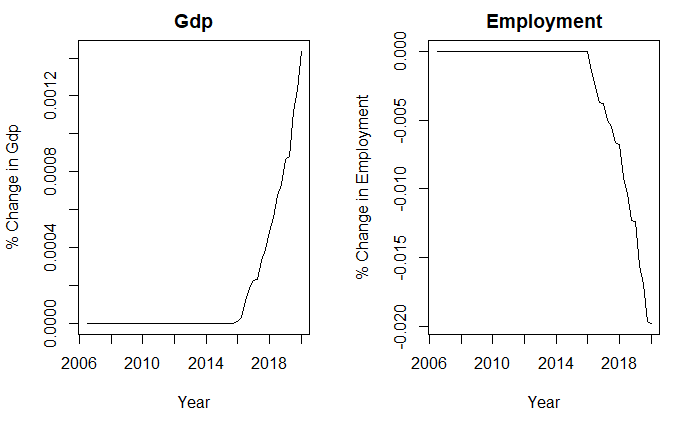 Gdp
% Change in Gdp
0.0012
0.0008
0.0004
0.0000
2006 2010 2014 2018
Year
Employment
% Change in Employment
0.000
-0.005
-0.010
-0.015
-0.020
2006 2010 2014 2018
Year